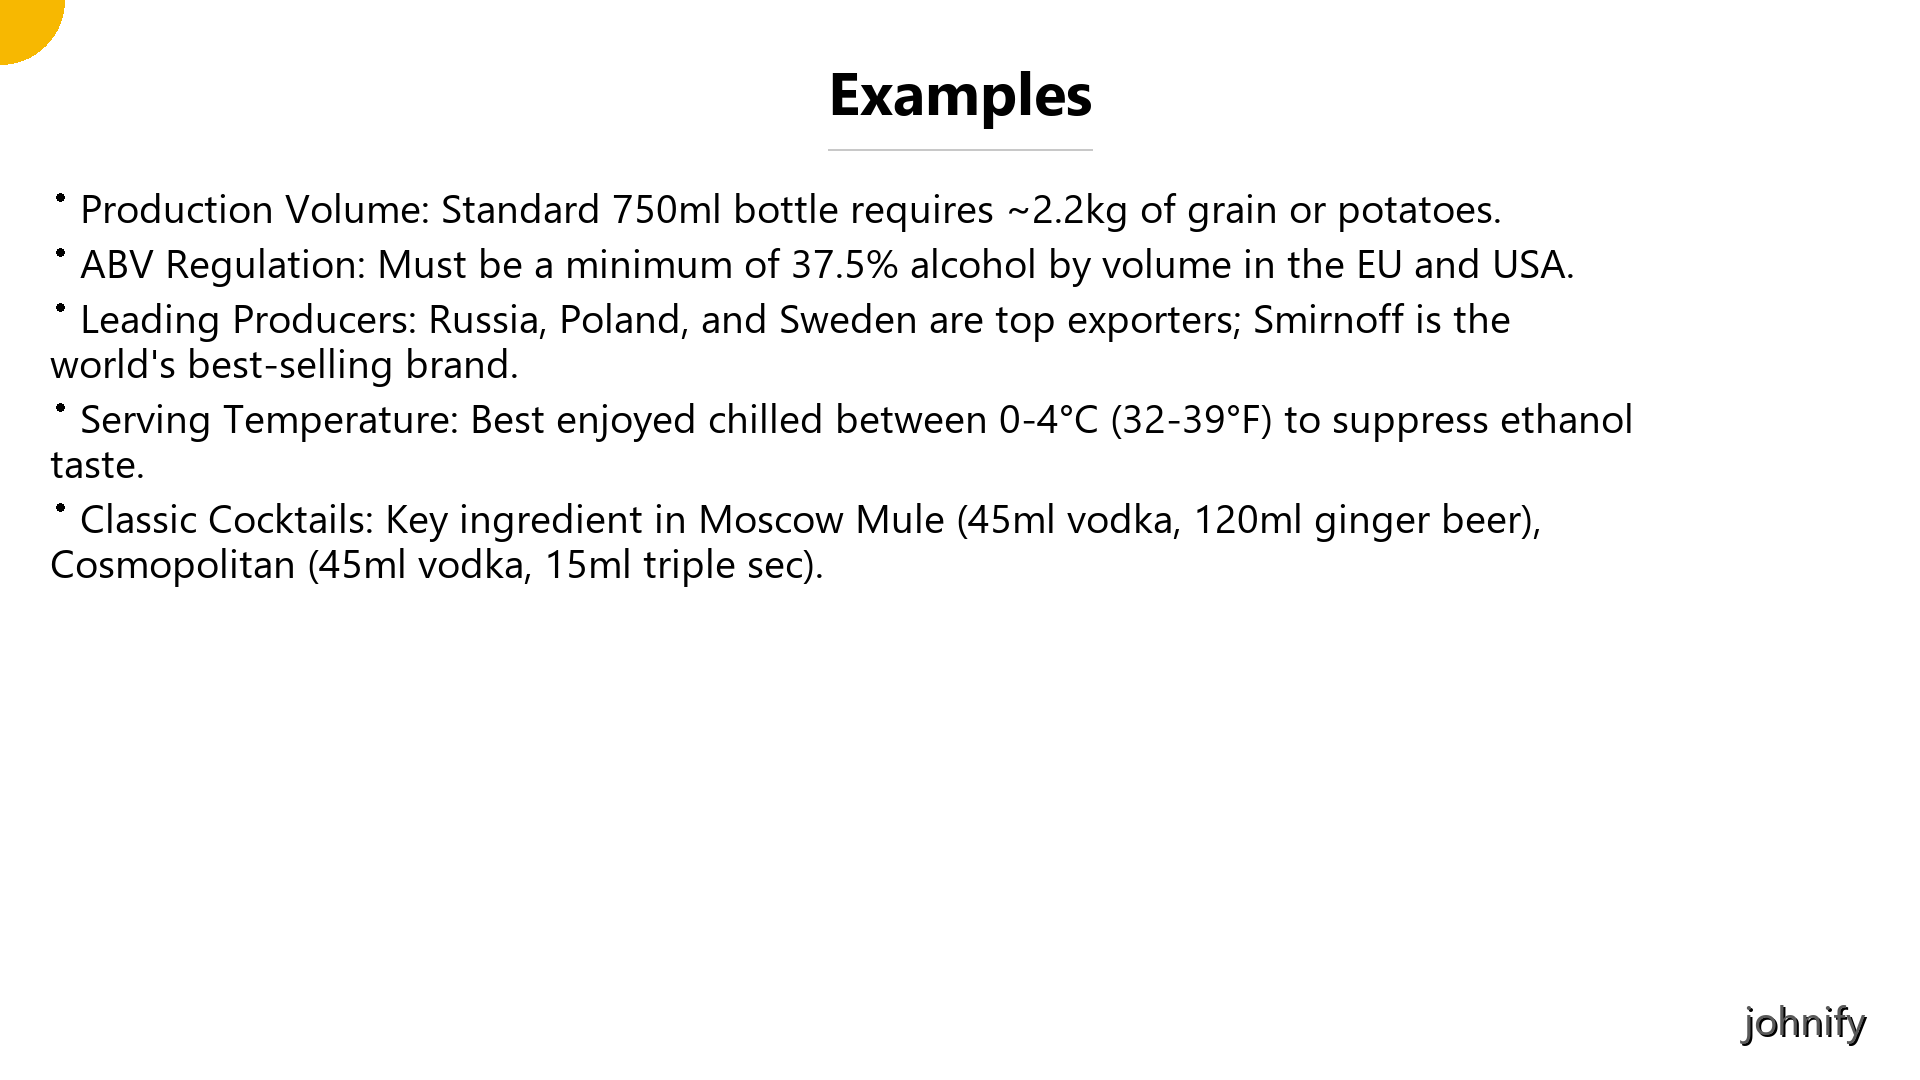 Examples
• Production Volume: Standard 750ml bottle requires ~2.2kg of grain or potatoes.
• ABV Regulation: Must be a minimum of 37.5% alcohol by volume in the EU and USA.
• Leading Producers: Russia, Poland, and Sweden are top exporters; Smirnoff is the
world's best-selling brand.
• Serving Temperature: Best enjoyed chilled between 0-4°C (32-39°F) to suppress ethanol
taste.
• Classic Cocktails: Key ingredient in Moscow Mule (45ml vodka, 120ml ginger beer),
Cosmopolitan (45ml vodka, 15ml triple sec).
johnify